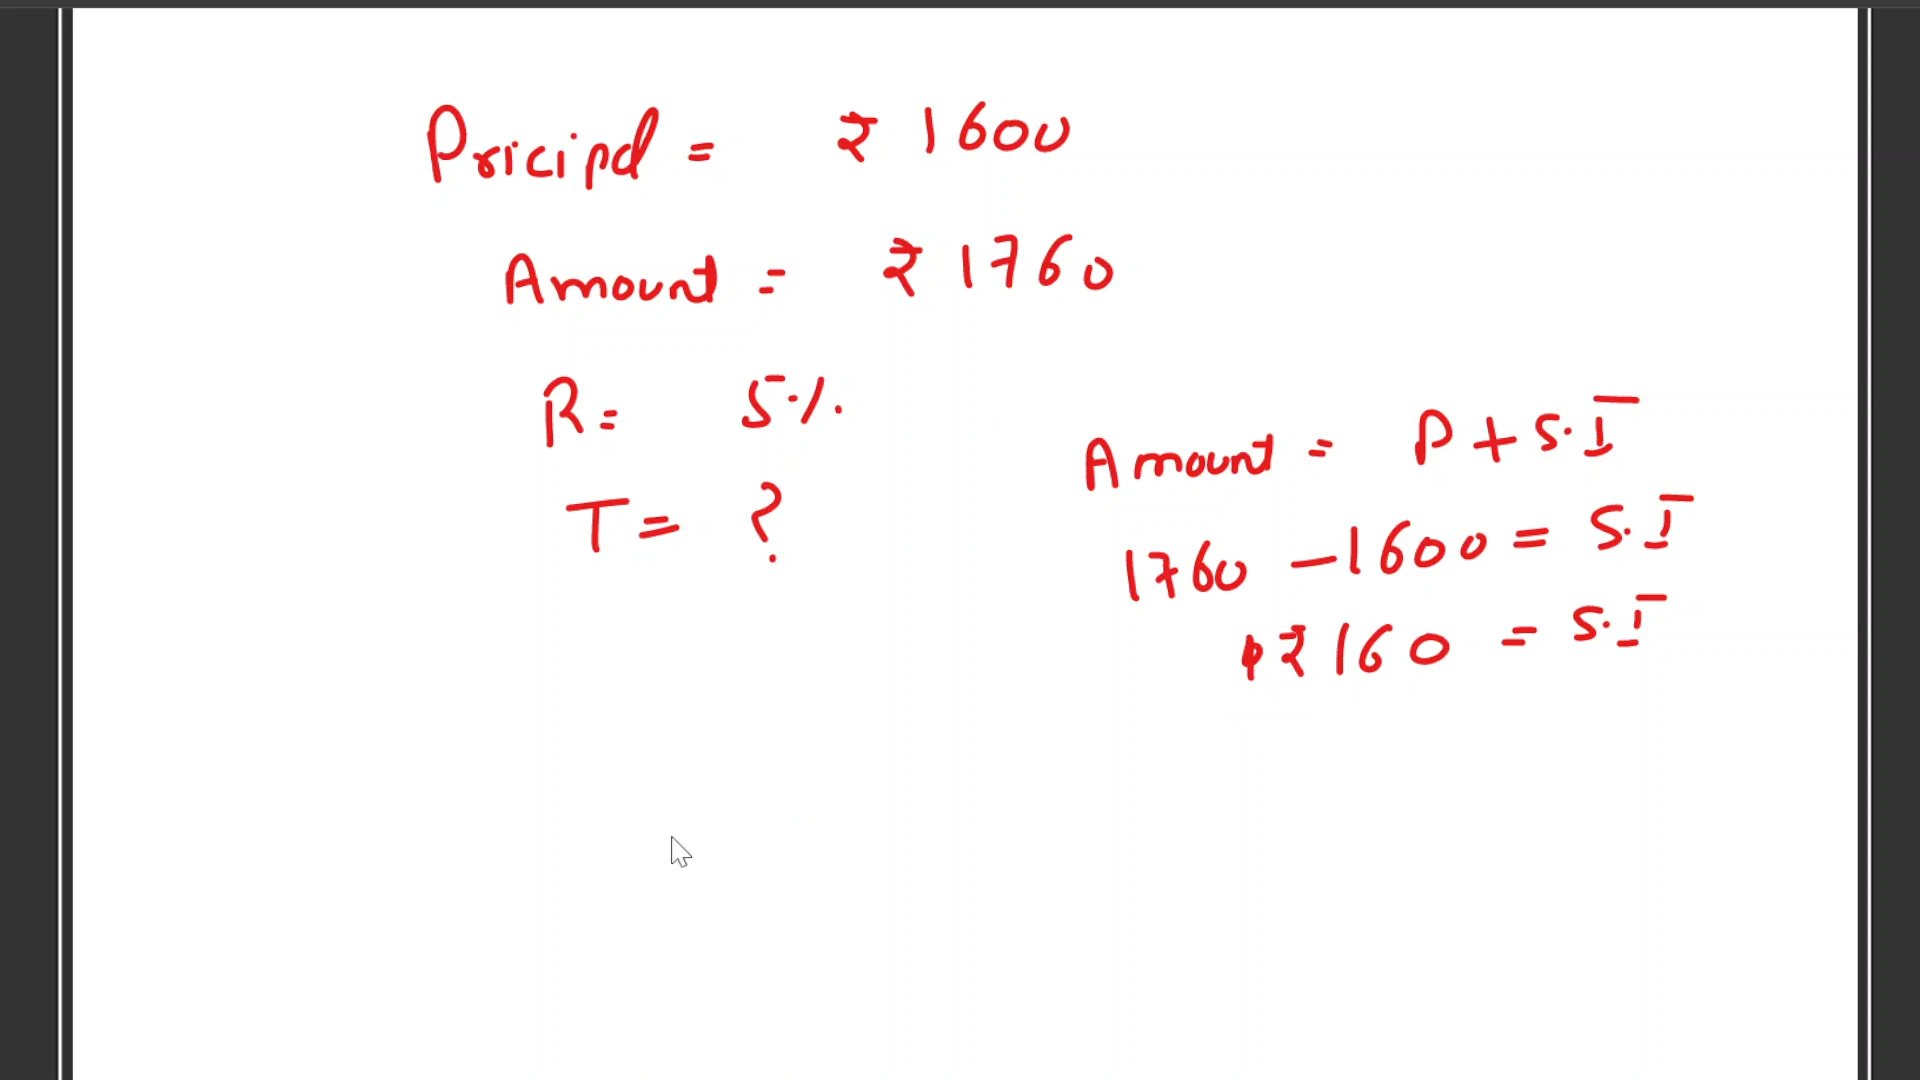 Pricipal = ₹ 1600
Amount = ₹ 1760
R = 5%
T = ?
Amount = P + S.I
1760 - 1600 = S.I
₹ 160 = S.I